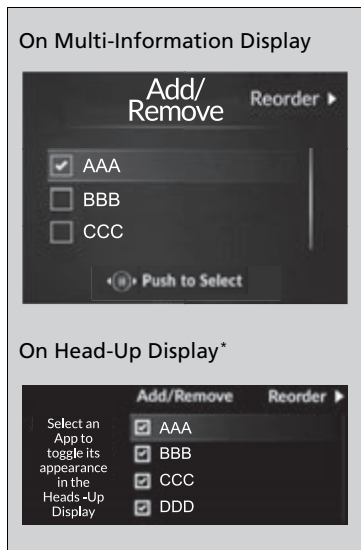 On Multi-Information Display
Add/
Remove
Reorder ▶
AAA
BBB
CCC
Push to Select
On Head-Up Display*
Add/Remove
Reorder ▶
Select an
App to
toggle its
appearance
in the
Heads -Up
Display
AAA
BBB
CCC
DDD